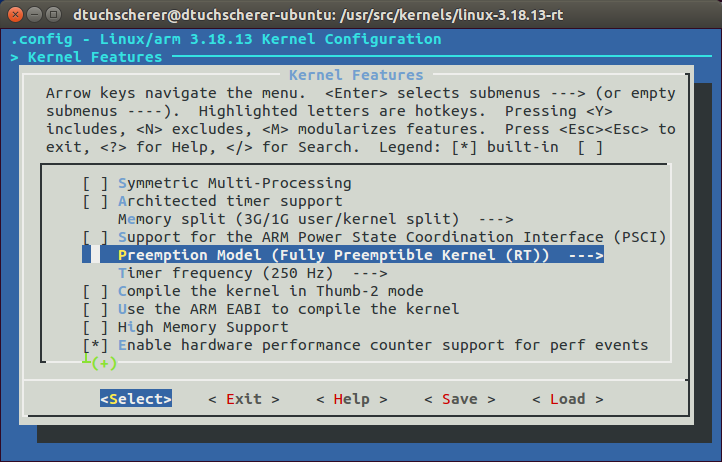 dtuchscherer@dtuchscherer-ubuntu: /usr/src/kernels/linux-3.18.13-rt
.config - Linux/arm 3.18.13 Kernel Configuration
> Kernel Features
Kernel Features
Arrow keys navigate the menu.  <Enter> selects submenus ---> (or empty
submenus ----).  Highlighted letters are hotkeys.  Pressing <Y>
includes, <N> excludes, <M> modularizes features.  Press <Esc><Esc> to
exit, <?> for Help, </> for Search.  Legend: [*] built-in  [ ]
[ ] Symmetric Multi-Processing
[ ] Architected timer support
Memory split (3G/1G user/kernel split)  --->
[ ] Support for the ARM Power State Coordination Interface (PSCI)
Preemption Model (Fully Preemptible Kernel (RT))  --->
Timer frequency (250 Hz)  --->
[ ] Compile the kernel in Thumb-2 mode
[ ] Use the ARM EABI to compile the kernel
[ ] High Memory Support
[*] Enable hardware performance counter support for perf events
┴(+)
<Select>    < Exit >    < Help >    < Save >    < Load >